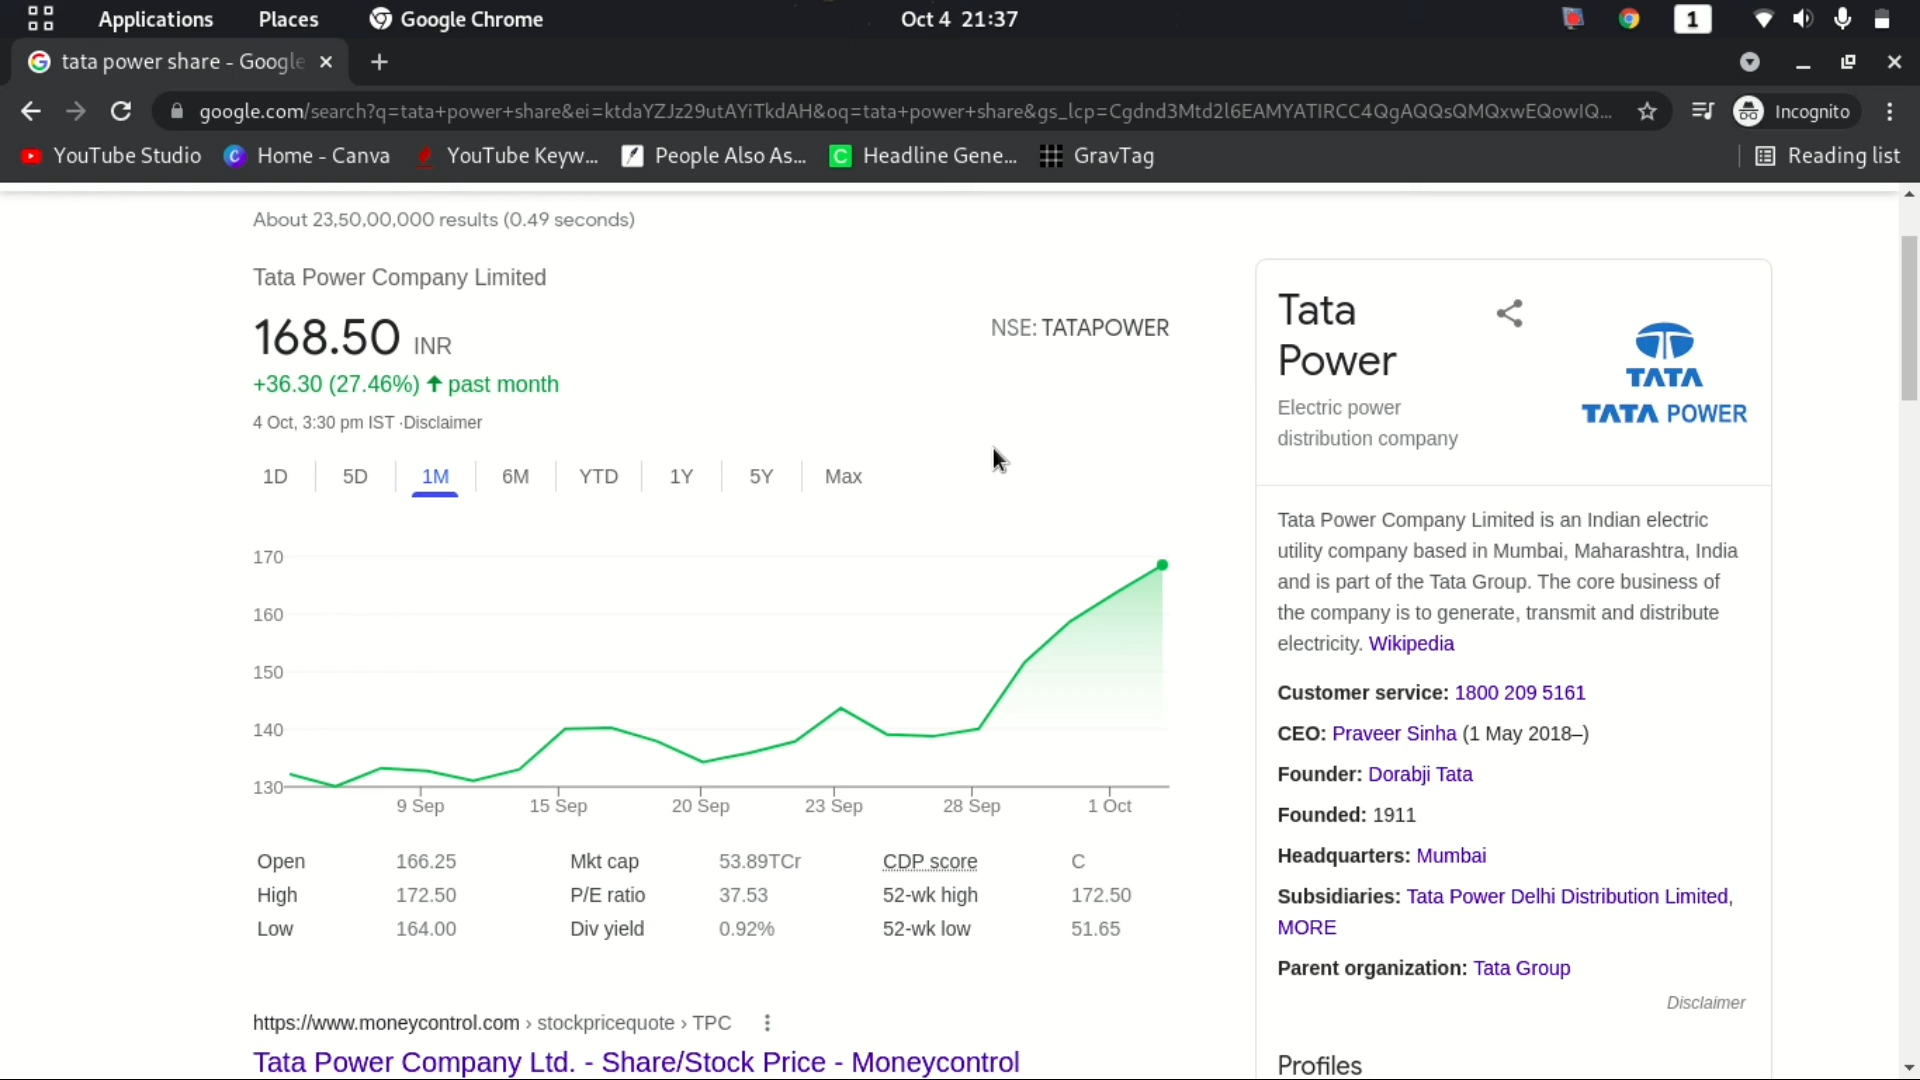 Applications Places Google Chrome Oct 4 21:37 1
tata power share - Google
google.com/search?q=tata+power+share&ei=ktdaYZJz29utAYiTkdAH&oq=tata+power+share&gs_lcp=Cgdnd3Mtd2l6EAMYATIRCC4QgAQQsQMQxwEQowIQ... Incognito
YouTube Studio Home - Canva YouTube Keyw... People Also As... Headline Gene... GravTag Reading list
About 23,50,00,000 results (0.49 seconds)
Tata Power Company Limited
168.50 INR
NSE: TATAPOWER
+36.30 (27.46%) past month
4 Oct, 3:30 pm IST ·Disclaimer
1D 5D 1M 6M YTD 1Y 5Y Max
170
160
150
140
130
9 Sep 15 Sep 20 Sep 23 Sep 28 Sep 1 Oct
Open 166.25 Mkt cap 53.89TCr CDP score C
High 172.50 P/E ratio 37.53 52-wk high 172.50
Low 164.00 Div yield 0.92% 52-wk low 51.65
https://www.moneycontrol.com › stockpricequote › TPC
Tata Power Company Ltd. - Share/Stock Price - Moneycontrol
Tata
Power
TATA
TATA POWER
Electric power
distribution company
Tata Power Company Limited is an Indian electric
utility company based in Mumbai, Maharashtra, India
and is part of the Tata Group. The core business of
the company is to generate, transmit and distribute
electricity. Wikipedia
Customer service: 1800 209 5161
CEO: Praveer Sinha (1 May 2018–)
Founder: Dorabji Tata
Founded: 1911
Headquarters: Mumbai
Subsidiaries: Tata Power Delhi Distribution Limited,
MORE
Parent organization: Tata Group
Disclaimer
Profiles